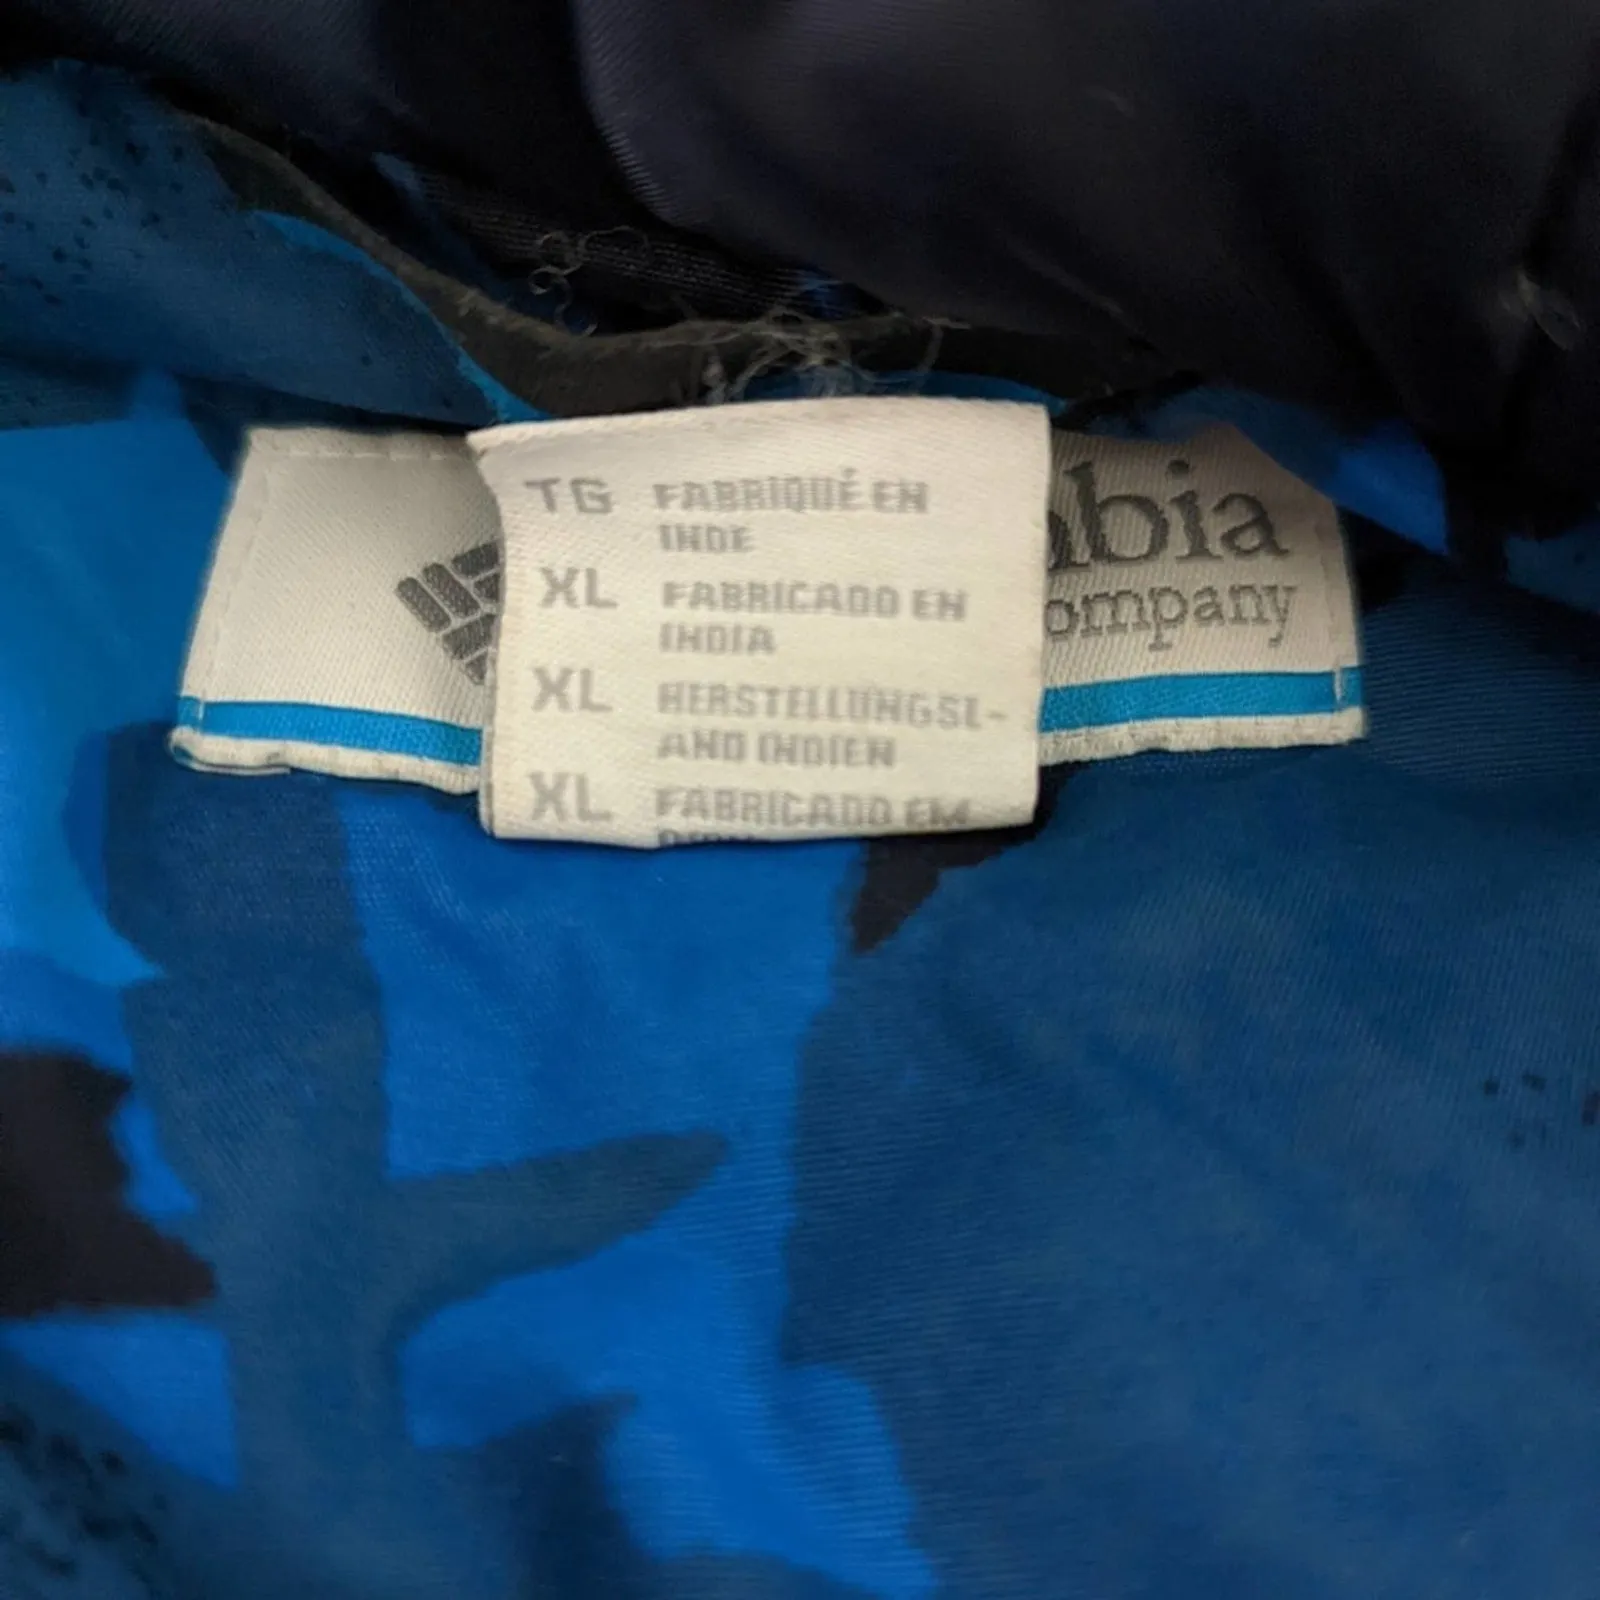 TG FABRIQUÉ EN
INDE
XL FABRICADO EN
INDIA
XL HERSTELLUNGSL-
AND INDIEN
XL FABRICADO EM
bia
ompany